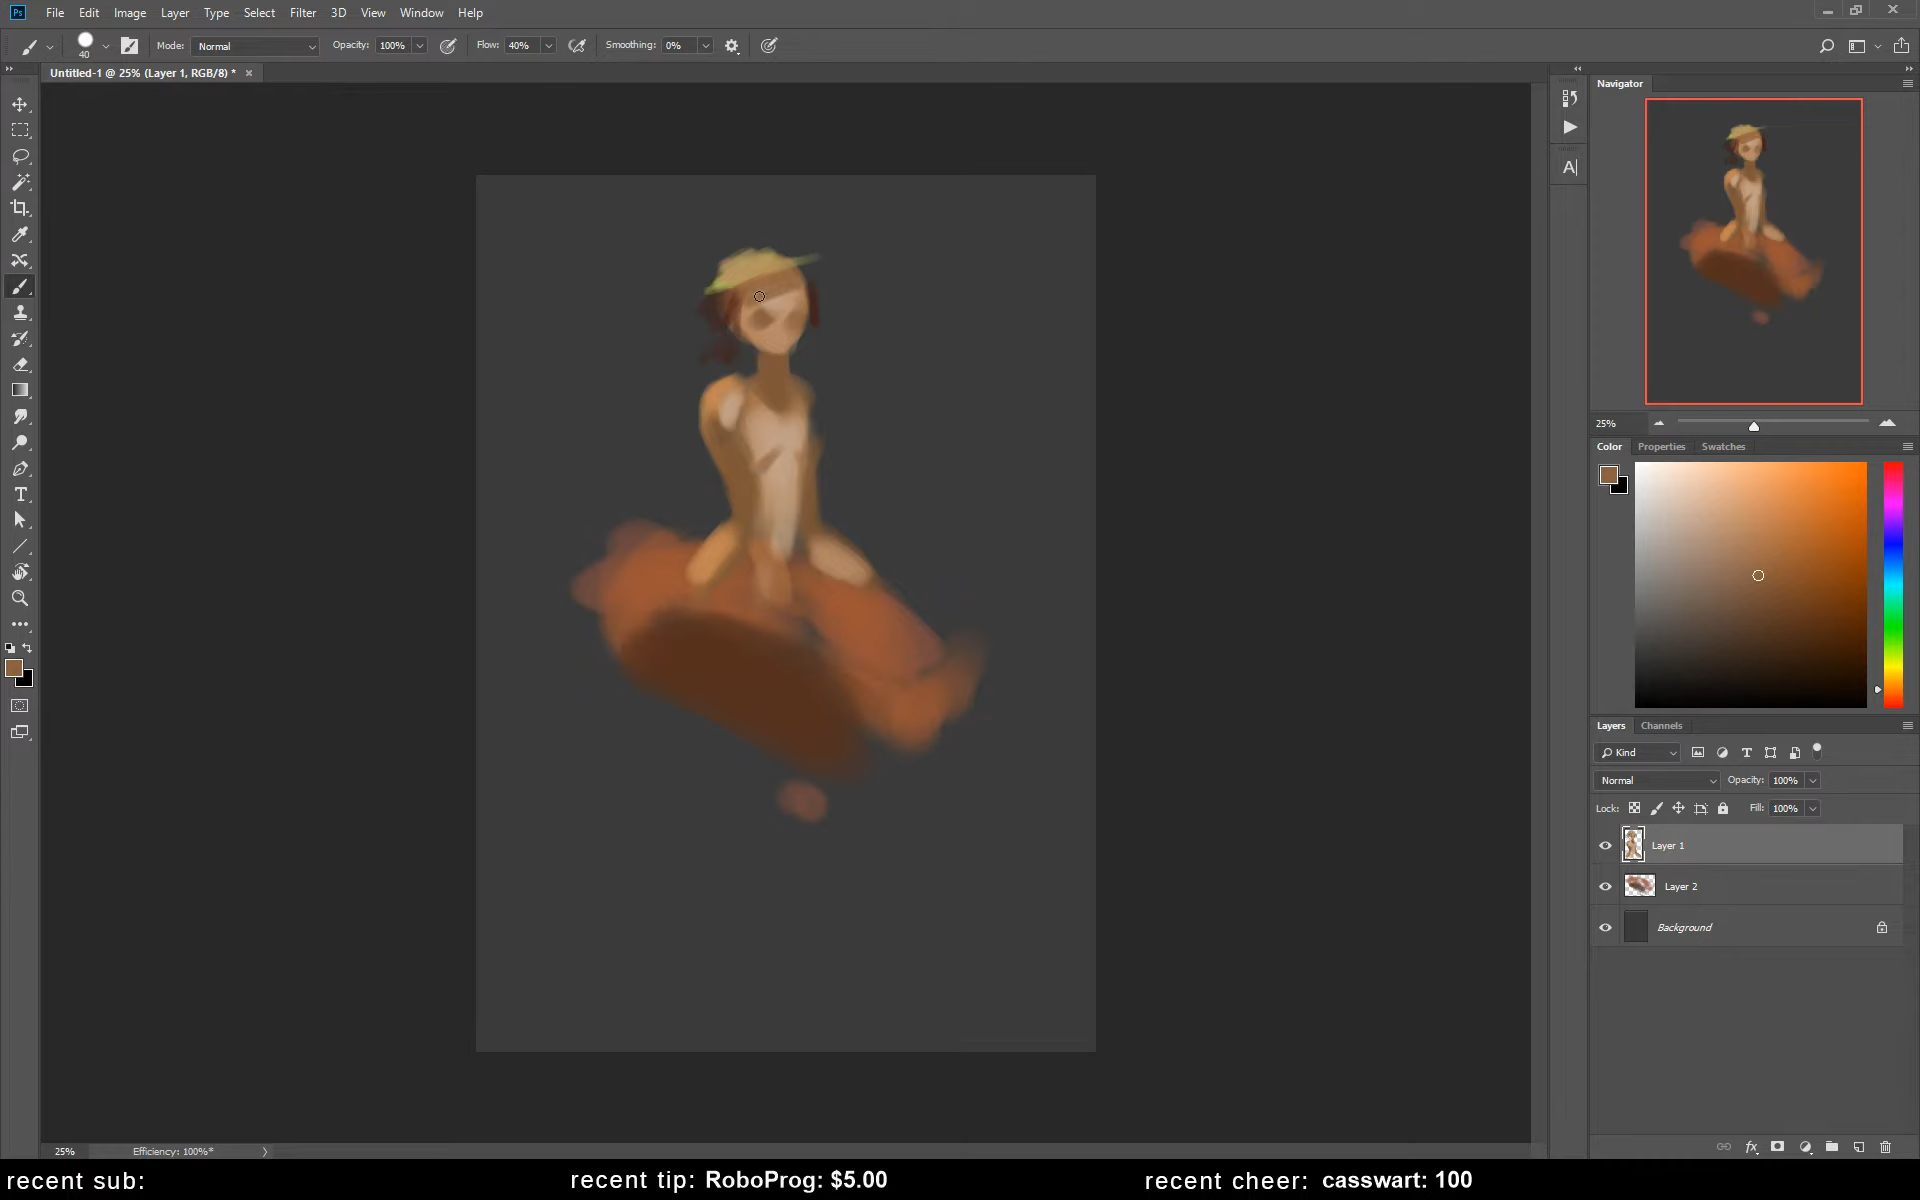 Ps File Edit Image Layer Type Select Filter 3D View Window Help
40 Mode: Normal Opacity: 100% Flow: 40% Smoothing: 0%
Untitled-1 @ 25% (Layer 1, RGB/8) *
Navigator
25%
Color Properties Swatches
Layers Channels
Kind
Normal Opacity: 100%
Lock: Fill: 100%
Layer 1
Layer 2
Background
25% Efficiency: 100%*
recent sub: recent tip: RoboProg: $5.00 recent cheer: casswart: 100